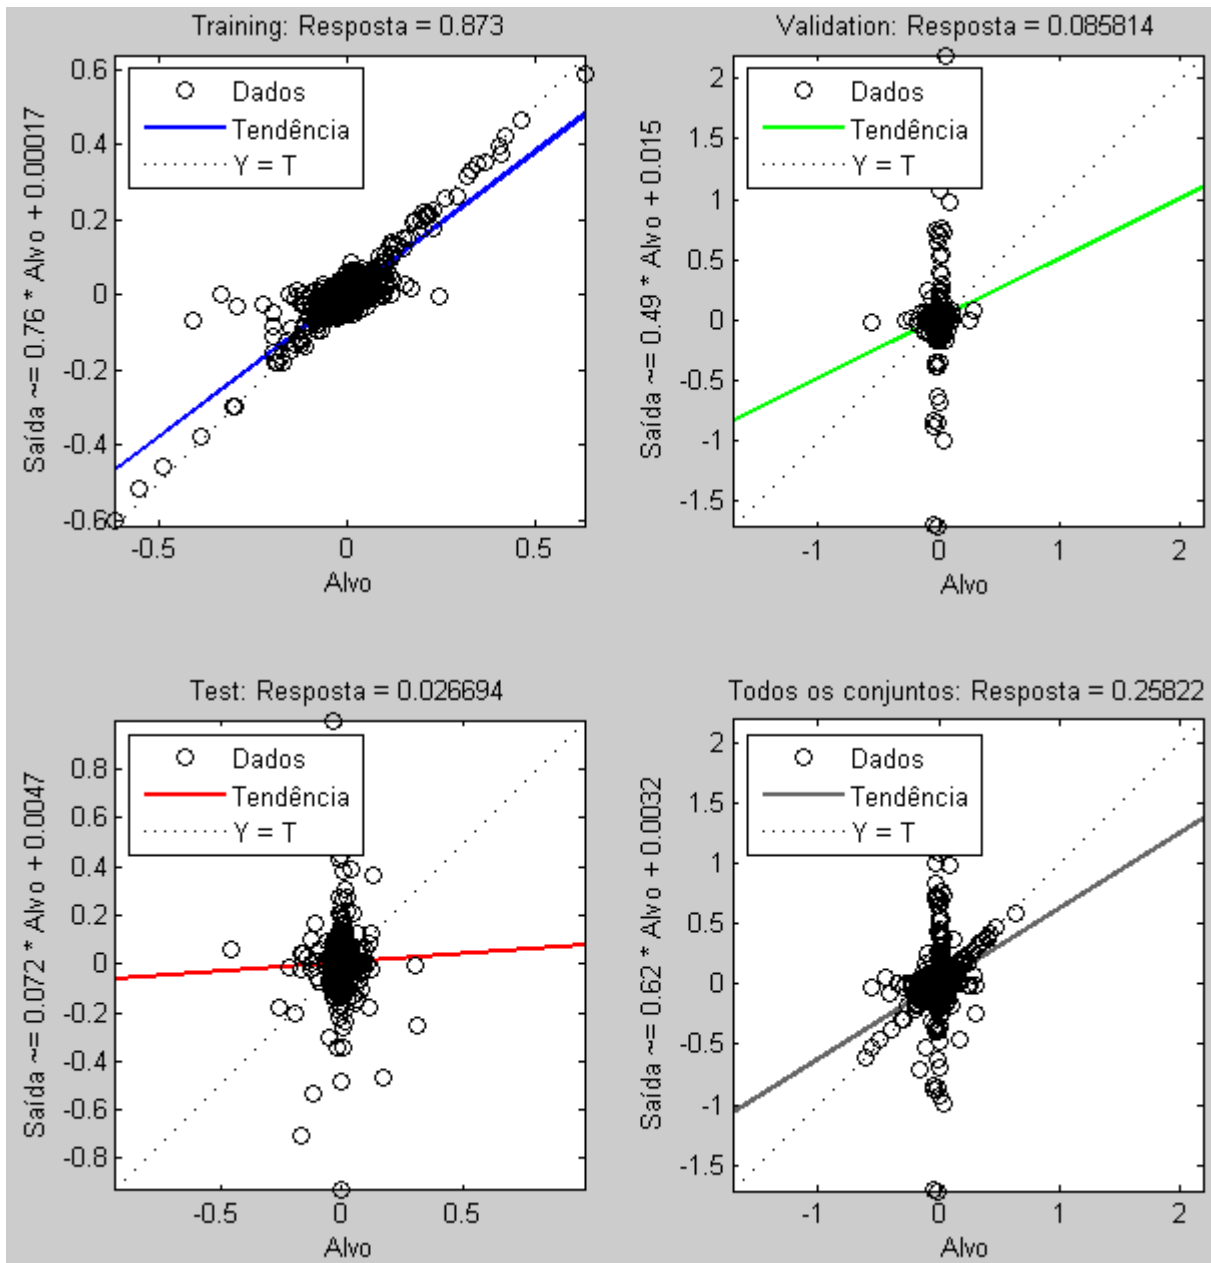 Training: Resposta = 0.873
Saída ~= 0.76 * Alvo + 0.00017
0.6
0.4
0.2
0
-0.2
-0.4
-0.6
Dados
Tendência
Y = T
-0.5
0
0.5
Alvo
Validation: Resposta = 0.085814
Saída ~= 0.49 * Alvo + 0.015
2
1.5
1
0.5
0
-0.5
-1
-1.5
Dados
Tendência
Y = T
-1
0
1
2
Alvo
Test: Resposta = 0.026694
Saída ~= 0.072 * Alvo + 0.0047
0.8
0.6
0.4
0.2
0
-0.2
-0.4
-0.6
-0.8
Dados
Tendência
Y = T
-0.5
0
0.5
Alvo
Todos os conjuntos: Resposta = 0.25822
Saída ~= 0.62 * Alvo + 0.0032
2
1.5
1
0.5
0
-0.5
-1
-1.5
Dados
Tendência
Y = T
-1
0
1
2
Alvo